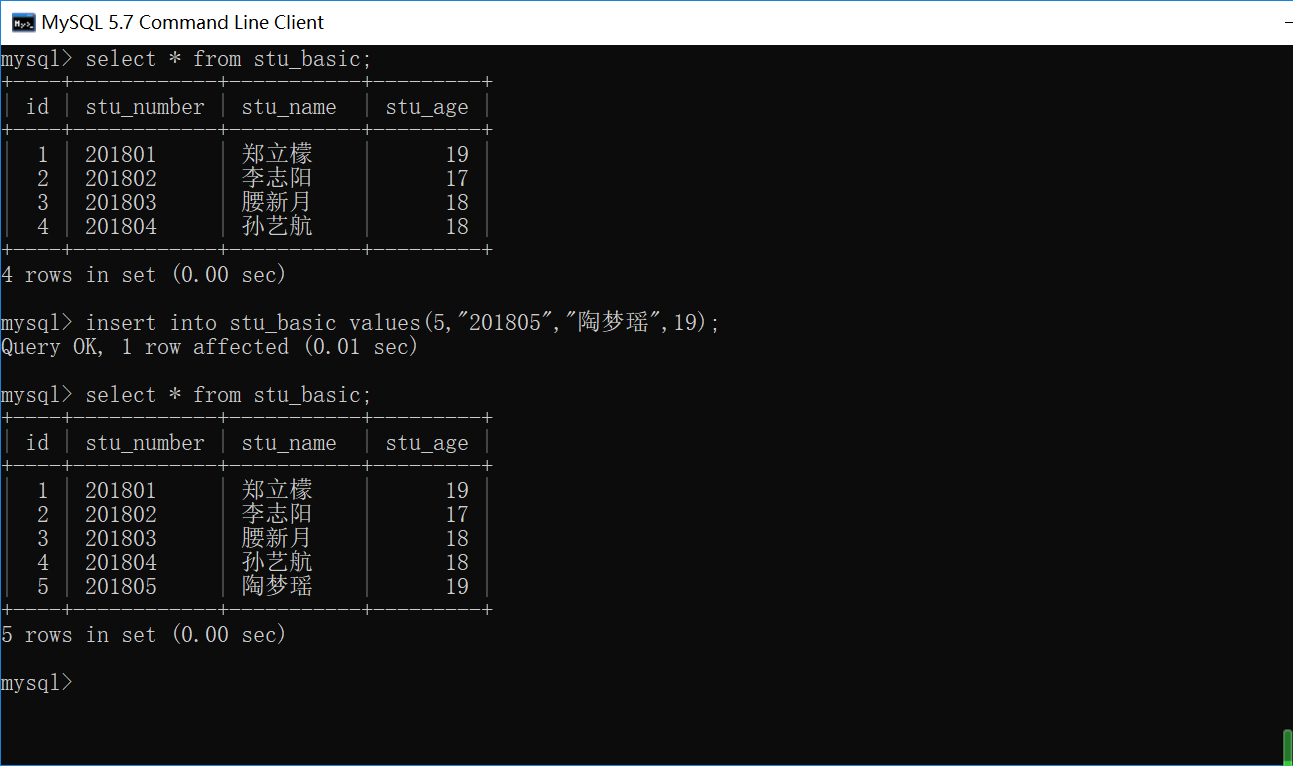 MySQL 5.7 Command Line Client
mysql> select * from stu_basic;
+----+------------+-----------+---------+
| id | stu_number | stu_name  | stu_age |
+----+------------+-----------+---------+
|  1 | 201801     | 郑立檬    |      19 |
|  2 | 201802     | 李志阳    |      17 |
|  3 | 201803     | 腰新月    |      18 |
|  4 | 201804     | 孙艺航    |      18 |
+----+------------+-----------+---------+
4 rows in set (0.00 sec)
mysql> insert into stu_basic values(5,"201805","陶梦瑶",19);
Query OK, 1 row affected (0.01 sec)
mysql> select * from stu_basic;
+----+------------+-----------+---------+
| id | stu_number | stu_name  | stu_age |
+----+------------+-----------+---------+
|  1 | 201801     | 郑立檬    |      19 |
|  2 | 201802     | 李志阳    |      17 |
|  3 | 201803     | 腰新月    |      18 |
|  4 | 201804     | 孙艺航    |      18 |
|  5 | 201805     | 陶梦瑶    |      19 |
+----+------------+-----------+---------+
5 rows in set (0.00 sec)
mysql>